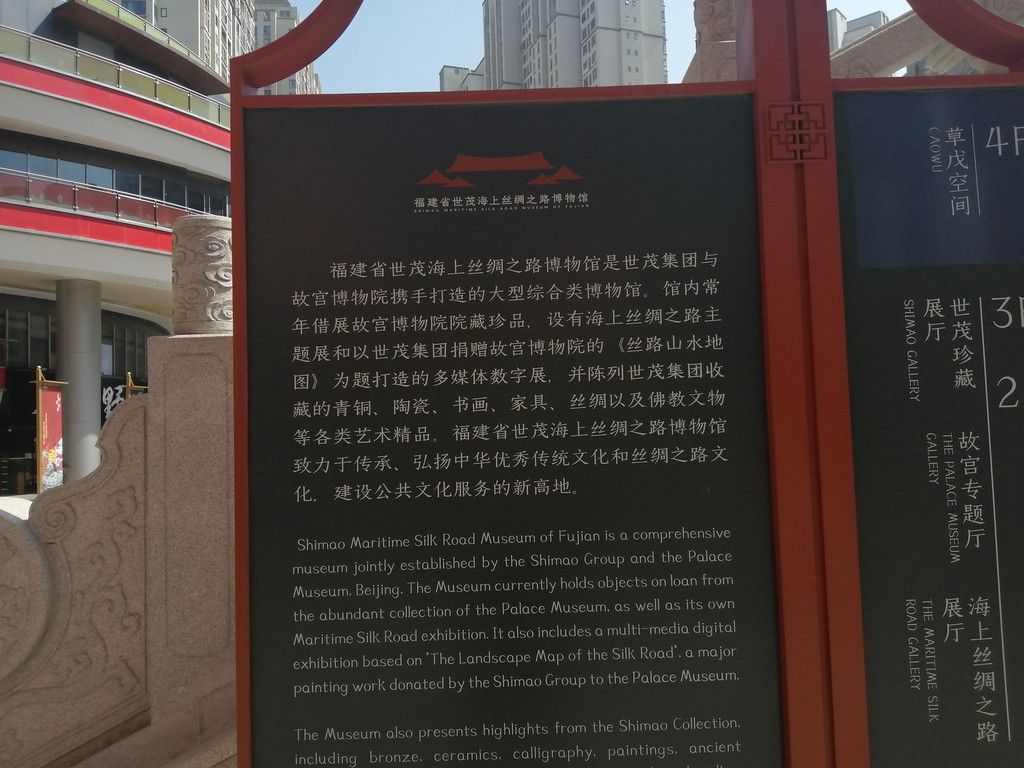 福建省世茂海上丝绸之路博物馆
SHIMAO MARITIME SILK ROAD MUSEUM OF FUJIAN
福建省世茂海上丝绸之路博物馆是世茂集团与
故宫博物院携手打造的大型综合类博物馆。馆内常
年借展故宫博物院院藏珍品，设有海上丝绸之路主
题展和以世茂集团捐赠故宫博物院的《丝路山水地
图》为题打造的多媒体数字展，并陈列世茂集团收
藏的青铜、陶瓷、书画、家具、丝绸以及佛教文物
等各类艺术精品。福建省世茂海上丝绸之路博物馆
致力于传承、弘扬中华优秀传统文化和丝绸之路文
化，建设公共文化服务的新高地。
Shimao Maritime Silk Road Museum of Fujian is a comprehensive
museum jointly established by the Shimao Group and the Palace
Museum, Beijing. The Museum currently holds objects on loan from
the abundant collection of the Palace Museum, as well as its own
Maritime Silk Road exhibition. It also includes a multi-media digital
exhibition based on "The Landscape Map of the Silk Road", a major
painting work donated by the Shimao Group to the Palace Museum.
The Museum also presents highlights from the Shimao Collection,
including bronze, ceramics, calligraphy, paintings, ancient
4F
草戊空间
CAOWU
3F
世茂珍藏
展厅
SHIMAO GALLERY
2
故宫专题厅
THE PALACE MUSEUM
GALLERY
海上丝绸之路
展厅
THE MARITIME SILK
ROAD GALLERY